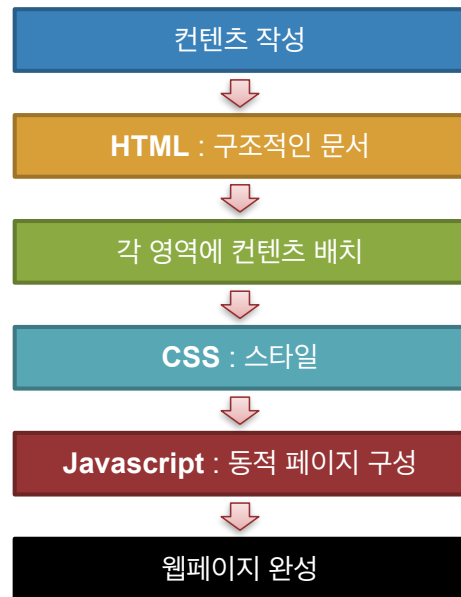 컨텐츠 작성
HTML : 구조적인 문서
각 영역에 컨텐츠 배치
CSS : 스타일
Javascript : 동적 페이지 구성
웹페이지 완성